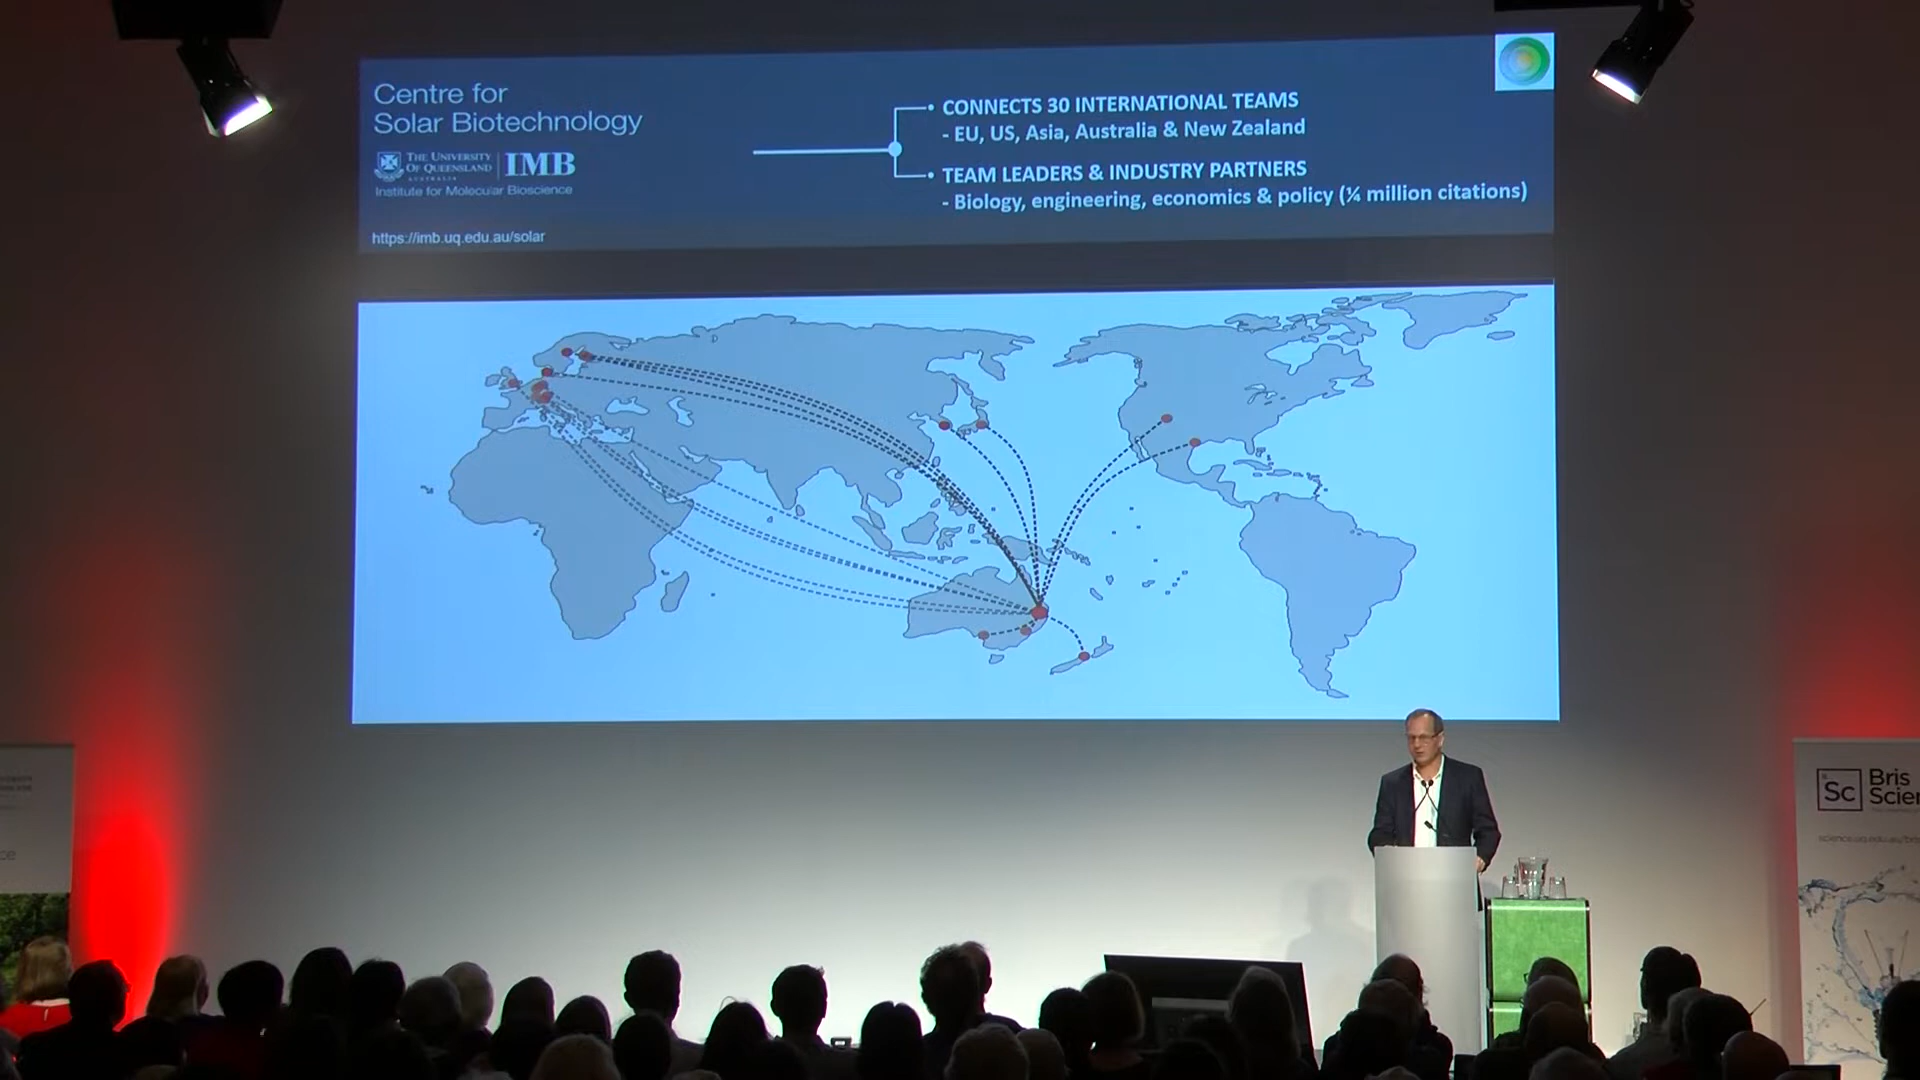 Centre for
Solar Biotechnology
THE UNIVERSITY
OF QUEENSLAND
AUSTRALIA
IMB
Institute for Molecular Bioscience
https://imb.uq.edu.au/solar
• CONNECTS 30 INTERNATIONAL TEAMS
- EU, US, Asia, Australia & New Zealand
• TEAM LEADERS & INDUSTRY PARTNERS
- Biology, engineering, economics & policy (¼ million citations)
Sc
Bris
Scien